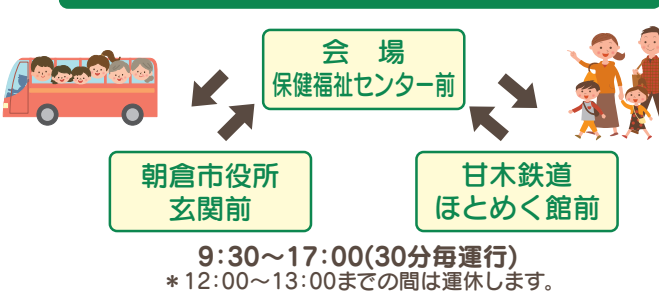 会 場
保健福祉センター前
朝倉市役所
玄関前
甘木鉄道
ほとめく館前
9:30〜17:00(30分毎運行)
＊12:00〜13:00までの間は運休します。